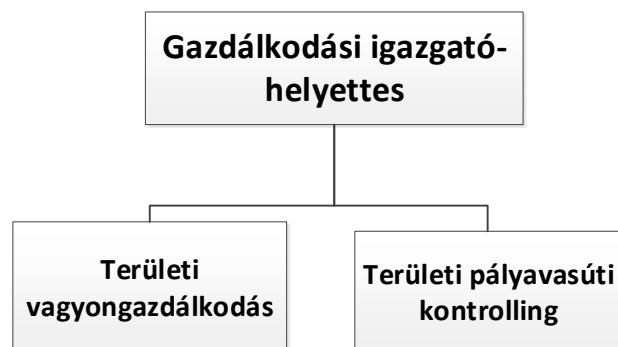 Gazdálkodási igazgató-
helyettes
Területi
vagyongazdálkodás
Területi pályavasúti
kontrolling